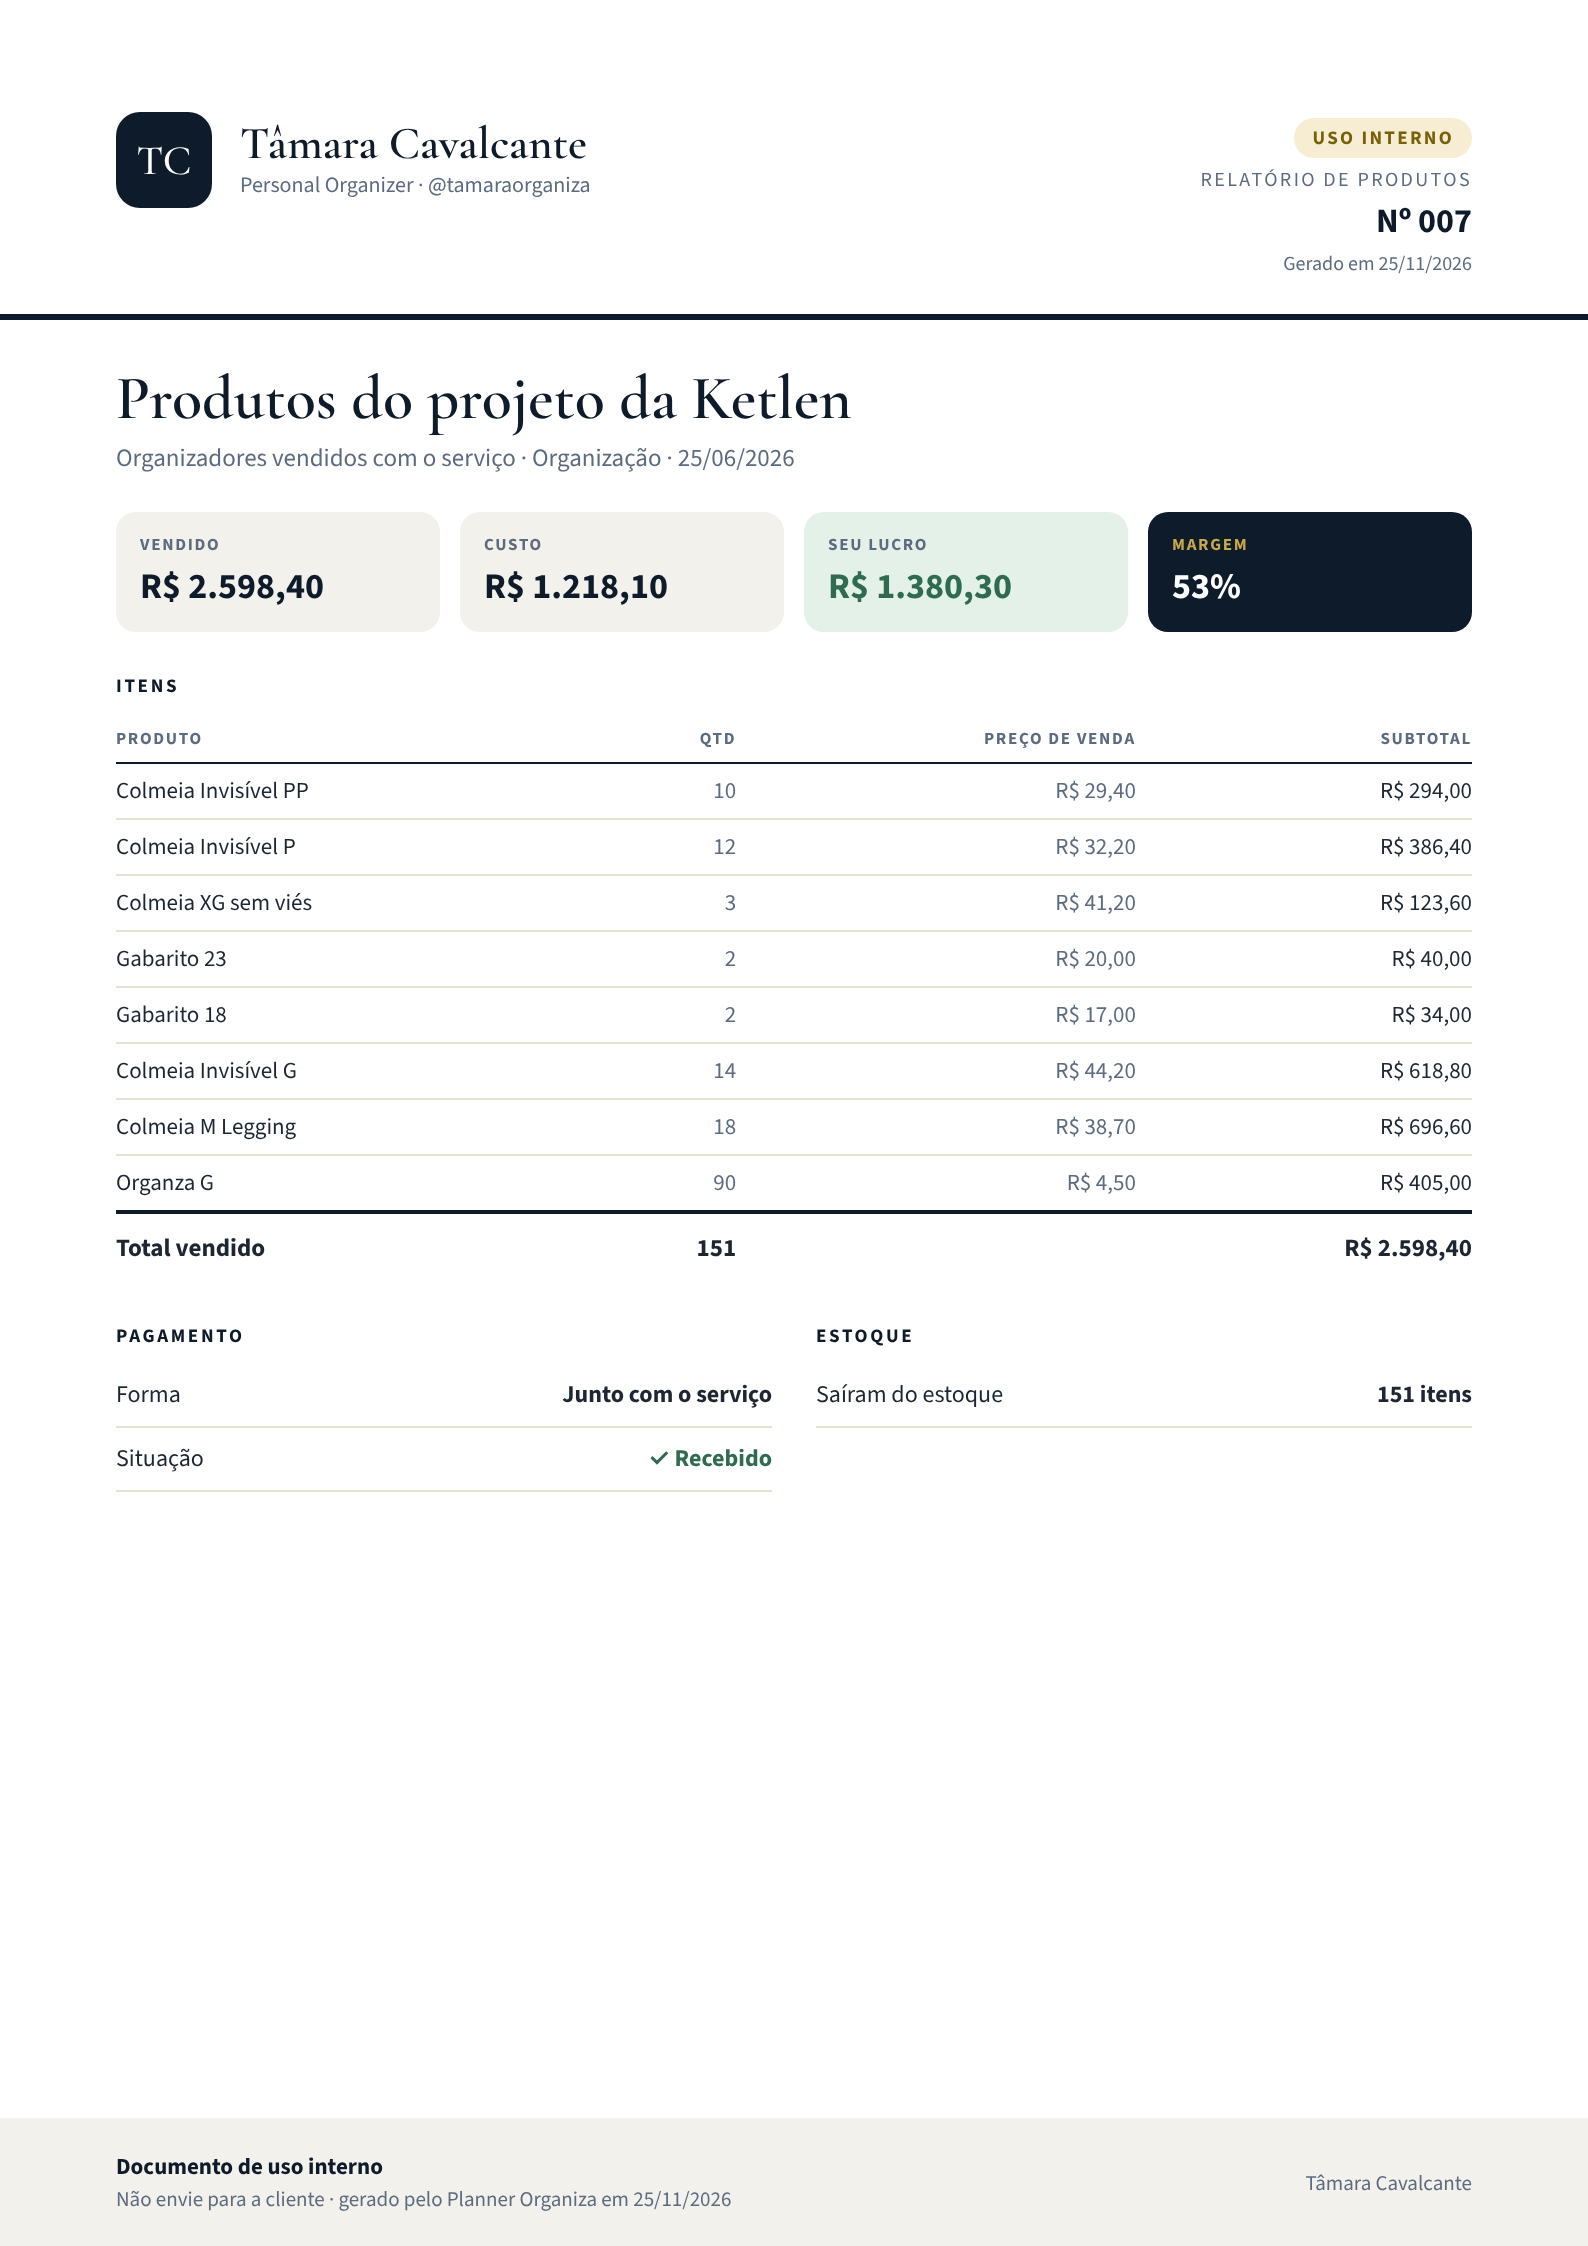 TC
Tâmara Cavalcante
Personal Organizer · @tamaraorganiza
USO INTERNO
RELATÓRIO DE PRODUTOS
Nº 007
Gerado em 25/11/2026
Produtos do projeto da Ketlen
Organizadores vendidos com o serviço · Organização · 25/06/2026
VENDIDO CUSTO SEU LUCRO MARGEM
R$ 2.598,40 R$ 1.218,10 R$ 1.380,30 53%
ITENS
PRODUTO QTD PREÇO DE VENDA SUBTOTAL
Colmeia Invisível PP 10 R$ 29,40 R$ 294,00
Colmeia Invisível P 12 R$ 32,20 R$ 386,40
Colmeia XG sem viés 3 R$ 41,20 R$ 123,60
Gabarito 23 2 R$ 20,00 R$ 40,00
Gabarito 18 2 R$ 17,00 R$ 34,00
Colmeia Invisível G 14 R$ 44,20 R$ 618,80
Colmeia M Legging 18 R$ 38,70 R$ 696,60
Organza G 90 R$ 4,50 R$ 405,00
Total vendido 151 R$ 2.598,40
PAGAMENTO
Forma Junto com o serviço
Situação ✓ Recebido
ESTOQUE
Saíram do estoque 151 itens
Documento de uso interno
Não envie para a cliente · gerado pelo Planner Organiza em 25/11/2026
Tâmara Cavalcante